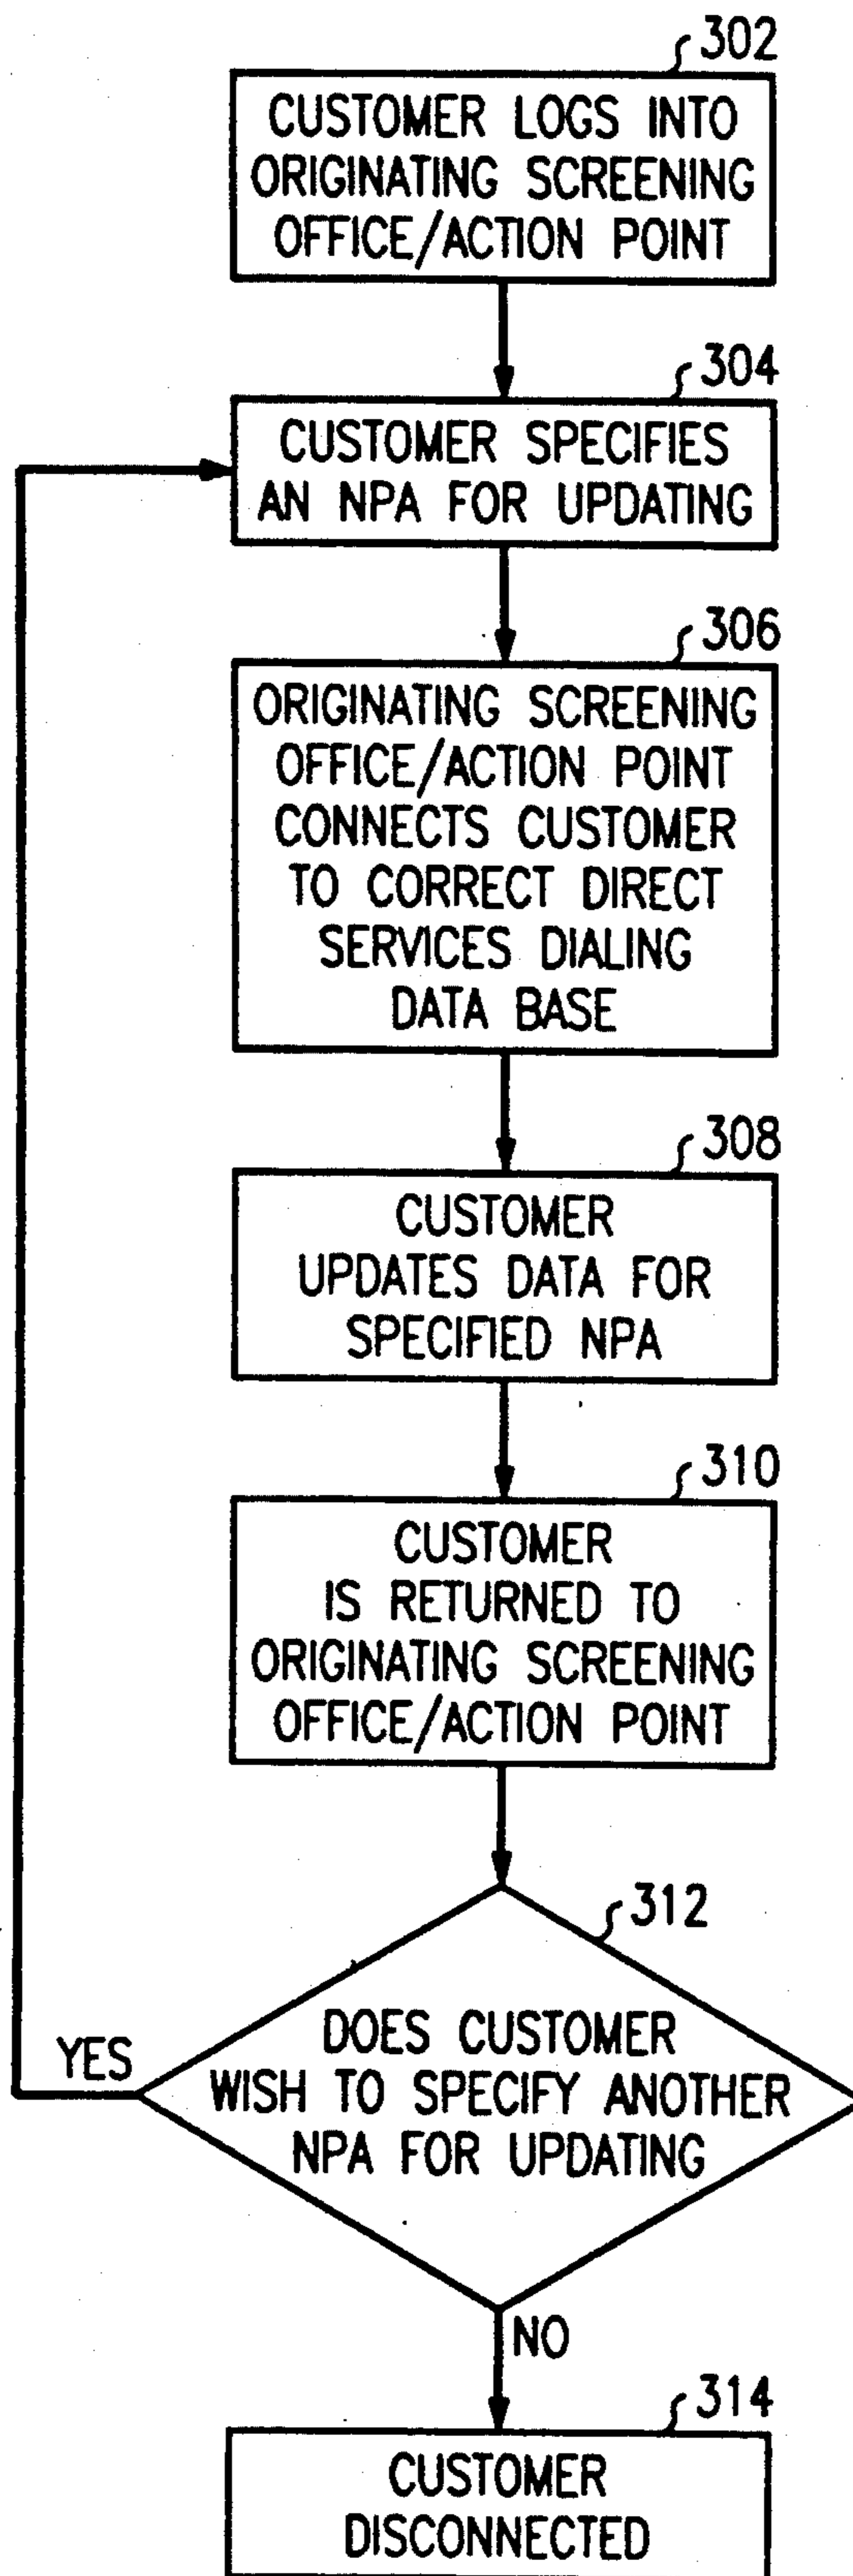 302
CUSTOMER LOGS INTO
ORIGINATING SCREENING
OFFICE/ACTION POINT
304
CUSTOMER SPECIFIES
AN NPA FOR UPDATING
306
ORIGINATING SCREENING
OFFICE/ACTION POINT
CONNECTS CUSTOMER
TO CORRECT DIRECT
SERVICES DIALING
DATA BASE
308
CUSTOMER
UPDATES DATA FOR
SPECIFIED NPA
310
CUSTOMER
IS RETURNED TO
ORIGINATING SCREENING
OFFICE/ACTION POINT
312
DOES CUSTOMER
WISH TO SPECIFY ANOTHER
NPA FOR UPDATING
YES
NO
314
CUSTOMER
DISCONNECTED